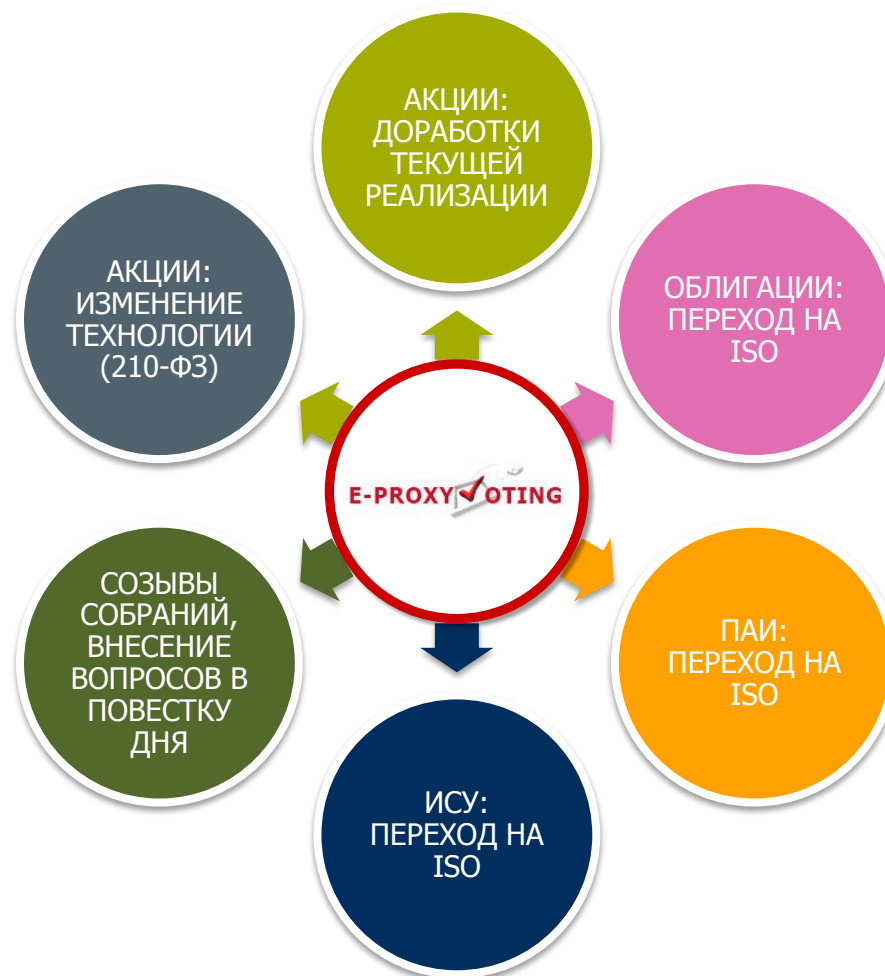 АКЦИИ:
ДОРАБОТКИ
ТЕКУЩЕЙ
РЕАЛИЗАЦИИ
АКЦИИ:
ИЗМЕНЕНИЕ
ТЕХНОЛОГИИ
(210-ФЗ)
ОБЛИГАЦИИ:
ПЕРЕХОД НА
ISO
E-PROXY VOTING
СОЗЫВЫ
СОБРАНИЙ,
ВНЕСЕНИЕ
ВОПРОСОВ В
ПОВЕСТКУ
ДНЯ
ПАИ:
ПЕРЕХОД НА
ISO
ИСУ:
ПЕРЕХОД НА
ISO